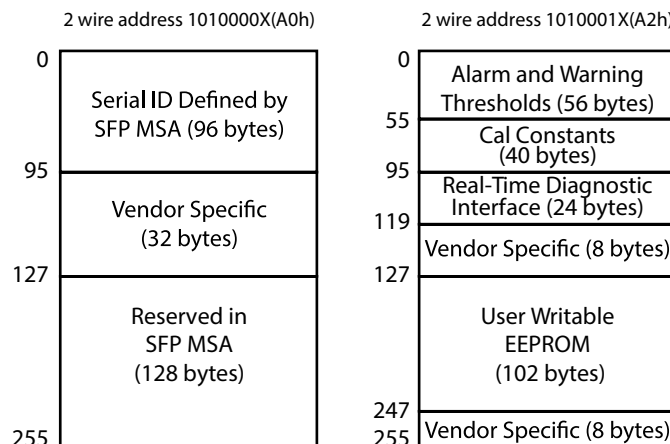 2 wire address 1010000X(A0h)
0
Serial ID Defined by
SFP MSA (96 bytes)
95
Vendor Specific
(32 bytes)
127
Reserved in
SFP MSA
(128 bytes)
255
2 wire address 1010001X(A2h)
0
Alarm and Warning
Thresholds (56 bytes)
55
Cal Constants
(40 bytes)
95
Real-Time Diagnostic
Interface (24 bytes)
119
Vendor Specific (8 bytes)
127
User Writable
EEPROM
(102 bytes)
247
Vendor Specific (8 bytes)
255